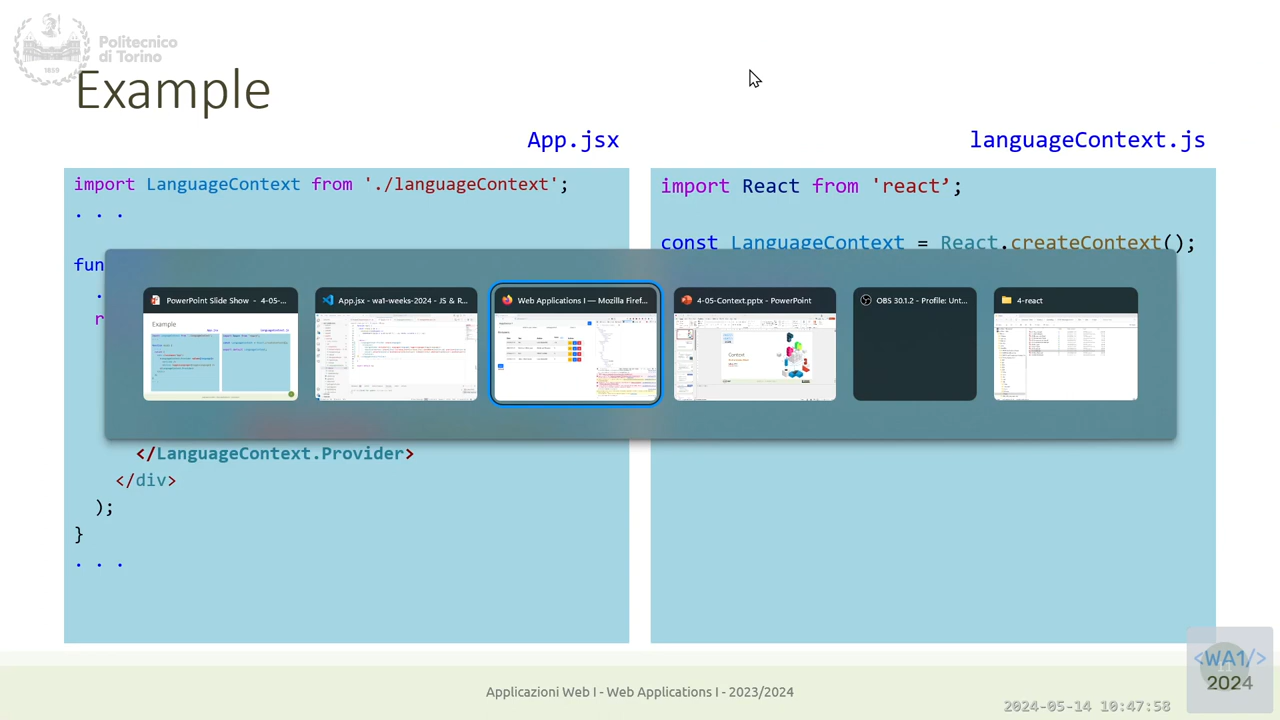 Politecnico
di Torino
1859
Example
App.jsx
languageContext.js
import LanguageContext from './languageContext';
. . .
fun
r
</LanguageContext.Provider>
</div>
);
}
. . .
import React from 'react’;
const LanguageContext = React.createContext();
PowerPoint Slide Show - 4-05-...
App.jsx - wa1-weeks-2024 - JS & R...
Web Applications I — Mozilla Firef...
4-05-Context.pptx - PowerPoint
OBS 30.1.2 - Profile: Unt...
4-react
Example
Context
<WA1/>
2024
Applicazioni Web I - Web Applications I - 2023/2024
2024-05-14 10:47:58